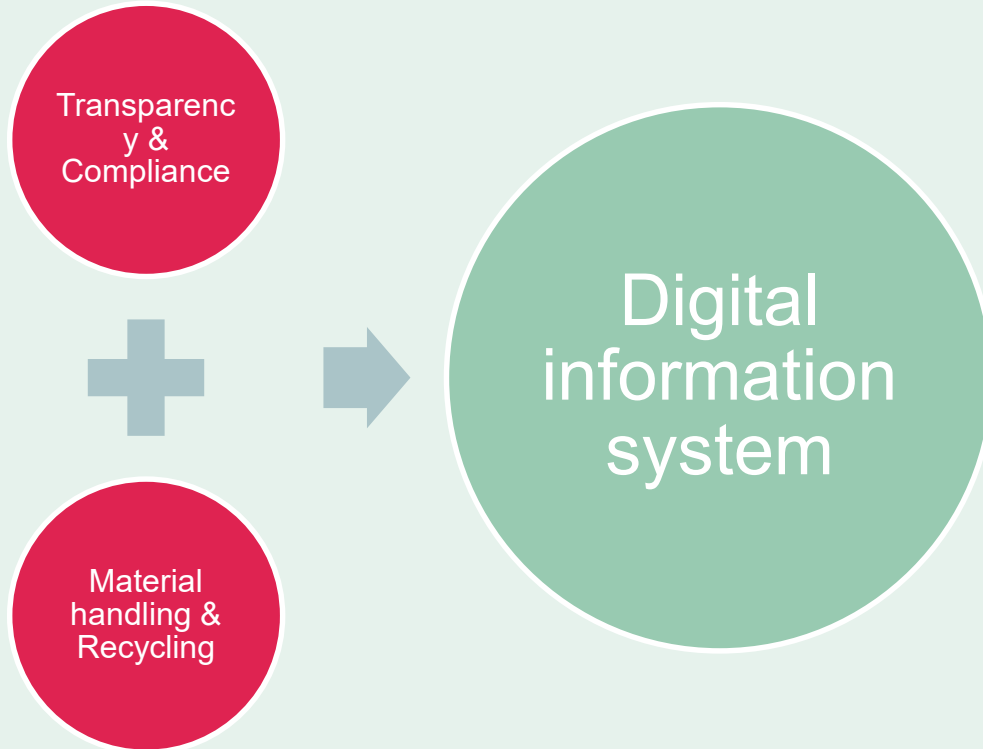 Transparenc
y &
Compliance
Digital
information
system
Material
handling &
Recycling